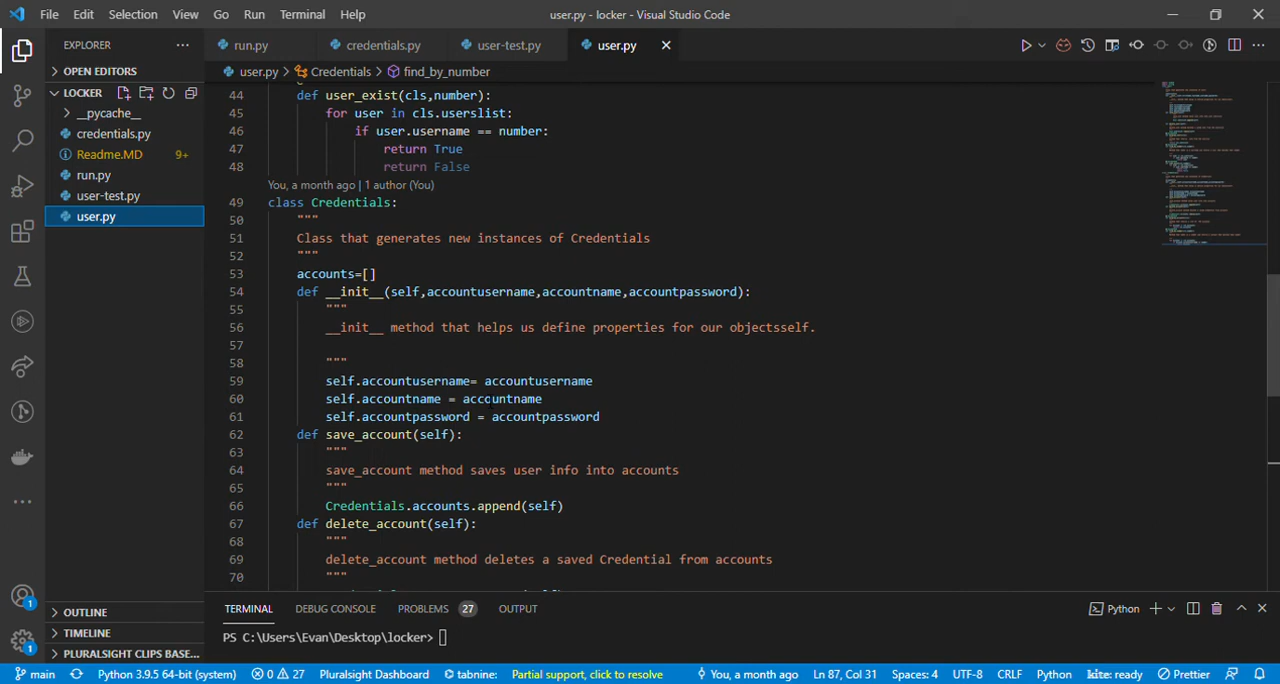 File Edit Selection View Go Run Terminal Help user.py - locker - Visual Studio Code
EXPLORER
run.py credentials.py user-test.py user.py
OPEN EDITORS
user.py > Credentials > find_by_number
LOCKER
__pycache__
credentials.py
Readme.MD 9+
run.py
user-test.py
user.py
44 def user_exist(cls,number):
45 for user in cls.userslist:
46 if user.username == number:
47 return True
48 return False
You, a month ago | 1 author (You)
49 class Credentials:
50 """
51 Class that generates new instances of Credentials
52 """
53 accounts=[]
54 def __init__(self,accountusername,accountname,accountpassword):
55 """
56 __init__ method that helps us define properties for our objectsself.
57
58 """
59 self.accountusername= accountusername
60 self.accountname = accountname
61 self.accountpassword = accountpassword
62 def save_account(self):
63 """
64 save_account method saves user info into accounts
65 """
66 Credentials.accounts.append(self)
67 def delete_account(self):
68 """
69 delete_account method deletes a saved Credential from accounts
70 """
OUTLINE
TIMELINE
PLURALSIGHT CLIPS BASE...
TERMINAL DEBUG CONSOLE PROBLEMS 27 OUTPUT Python
PS C:\Users\Evan\Desktop\locker>
1
1
main Python 3.9.5 64-bit (system) 0 27 Pluralsight Dashboard tabnine: Partial support, click to resolve You, a month ago Ln 87, Col 31 Spaces: 4 UTF-8 CRLF Python kite: ready Prettier